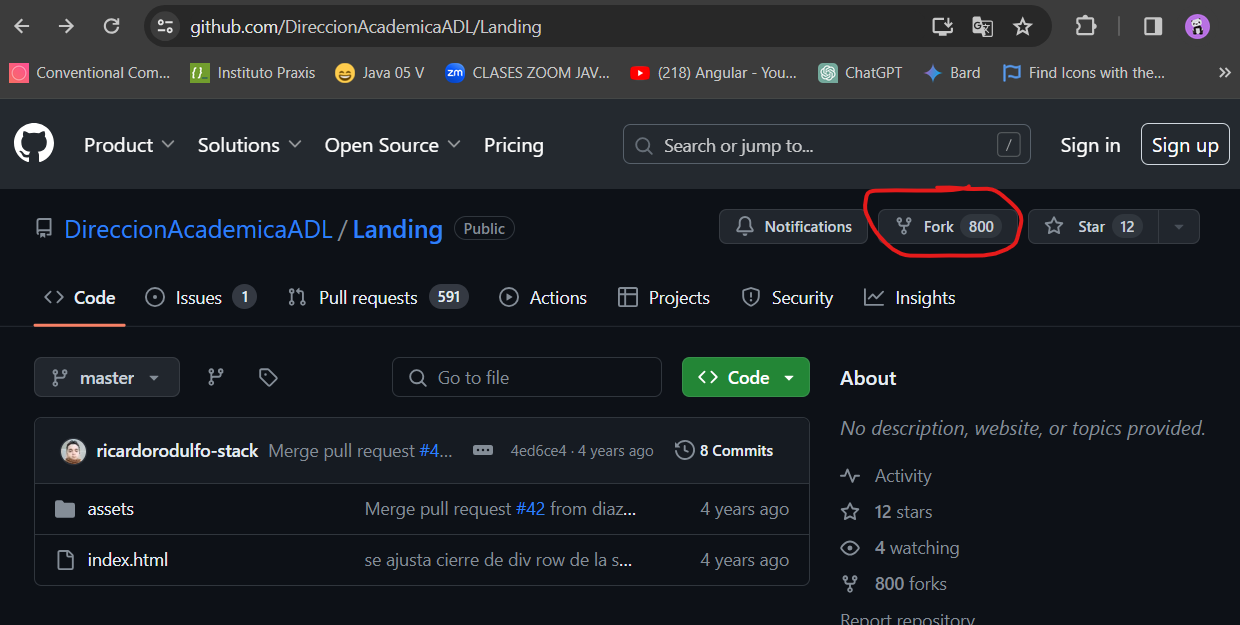 github.com/DireccionAcademicaADL/Landing
Conventional Com... Instituto Praxis Java 05 V zm CLASES ZOOM JAV... (218) Angular - You... ChatGPT Bard Find Icons with the... »
Product Solutions Open Source Pricing Search or jump to... / Sign in Sign up
DireccionAcademicaADL / Landing Public Notifications Fork 800 Star 12
Code Issues 1 Pull requests 591 Actions Projects Security Insights
master Go to file Code
ricardorodulfo-stack Merge pull request #4... 4ed6ce4 · 4 years ago 8 Commits
assets Merge pull request #42 from diaz... 4 years ago
index.html se ajusta cierre de div row de la s... 4 years ago
About
No description, website, or topics provided.
Activity
12 stars
4 watching
800 forks
Report repository